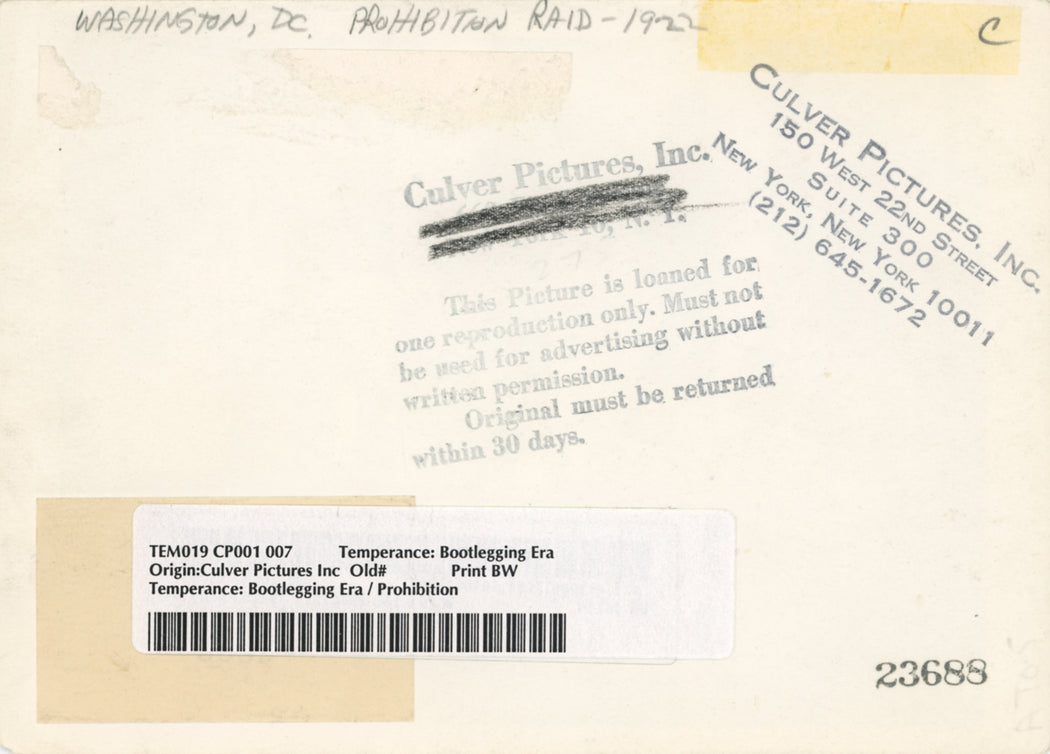 WASHINGTON, DC. PROHIBITION RAID - 1922
C
CULVER PICTURES, INC.
150 WEST 22ND STREET
SUITE 300
NEW YORK, NEW YORK 10011
(212) 645-1672
Culver Pictures, Inc.
New York 10, N. Y.
This Picture is loaned for
one reproduction only. Must not
be used for advertising without
written permission.
Original must be returned
within 30 days.
TEM019 CP001 007 Temperance: Bootlegging Era
Origin:Culver Pictures Inc Old# Print BW
Temperance: Bootlegging Era / Prohibition
23688